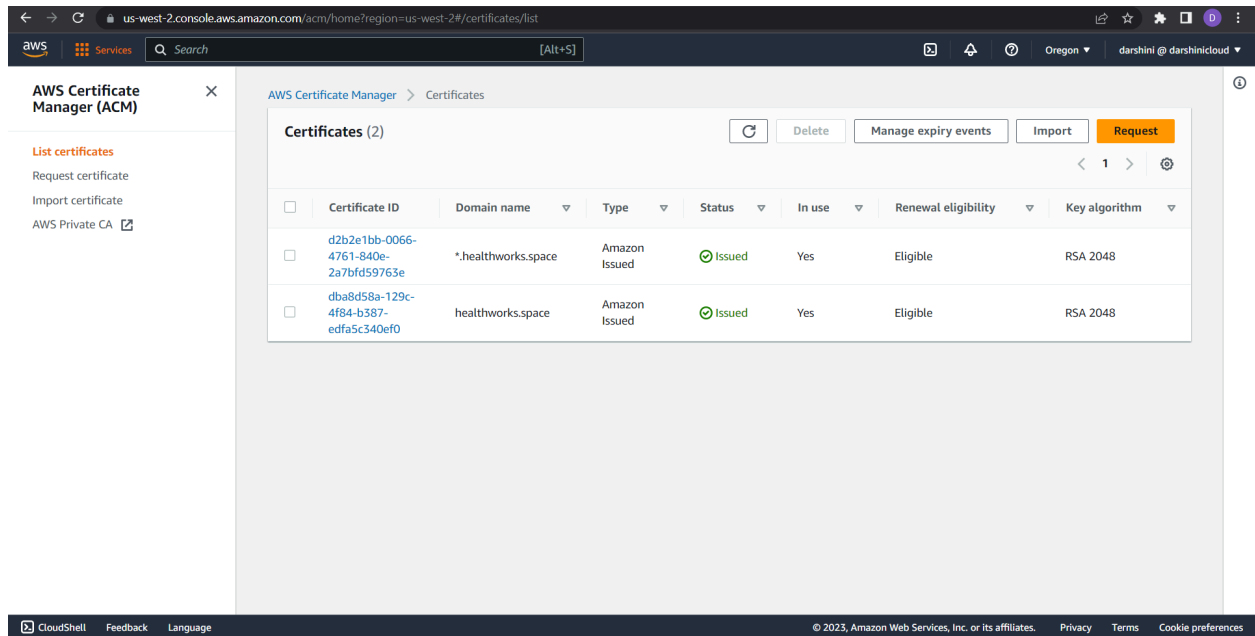 us-west-2.console.aws.amazon.com/acm/home?region=us-west-2#/certificates/list
D
aws
Services
Search
[Alt+S]
Oregon
darshini @ darshinicloud
AWS Certificate
Manager (ACM)
List certificates
Request certificate
Import certificate
AWS Private CA
AWS Certificate Manager > Certificates
Certificates (2)
Delete
Manage expiry events
Import
Request
1
Certificate ID
Domain name
Type
Status
In use
Renewal eligibility
Key algorithm
d2b2e1bb-0066-
4761-840e-
2a7bfd59763e
*.healthworks.space
Amazon
Issued
Issued
Yes
Eligible
RSA 2048
dba8d58a-129c-
4f84-b387-
edfa5c340ef0
healthworks.space
Amazon
Issued
Issued
Yes
Eligible
RSA 2048
CloudShell
Feedback
Language
© 2023, Amazon Web Services, Inc. or its affiliates.
Privacy
Terms
Cookie preferences